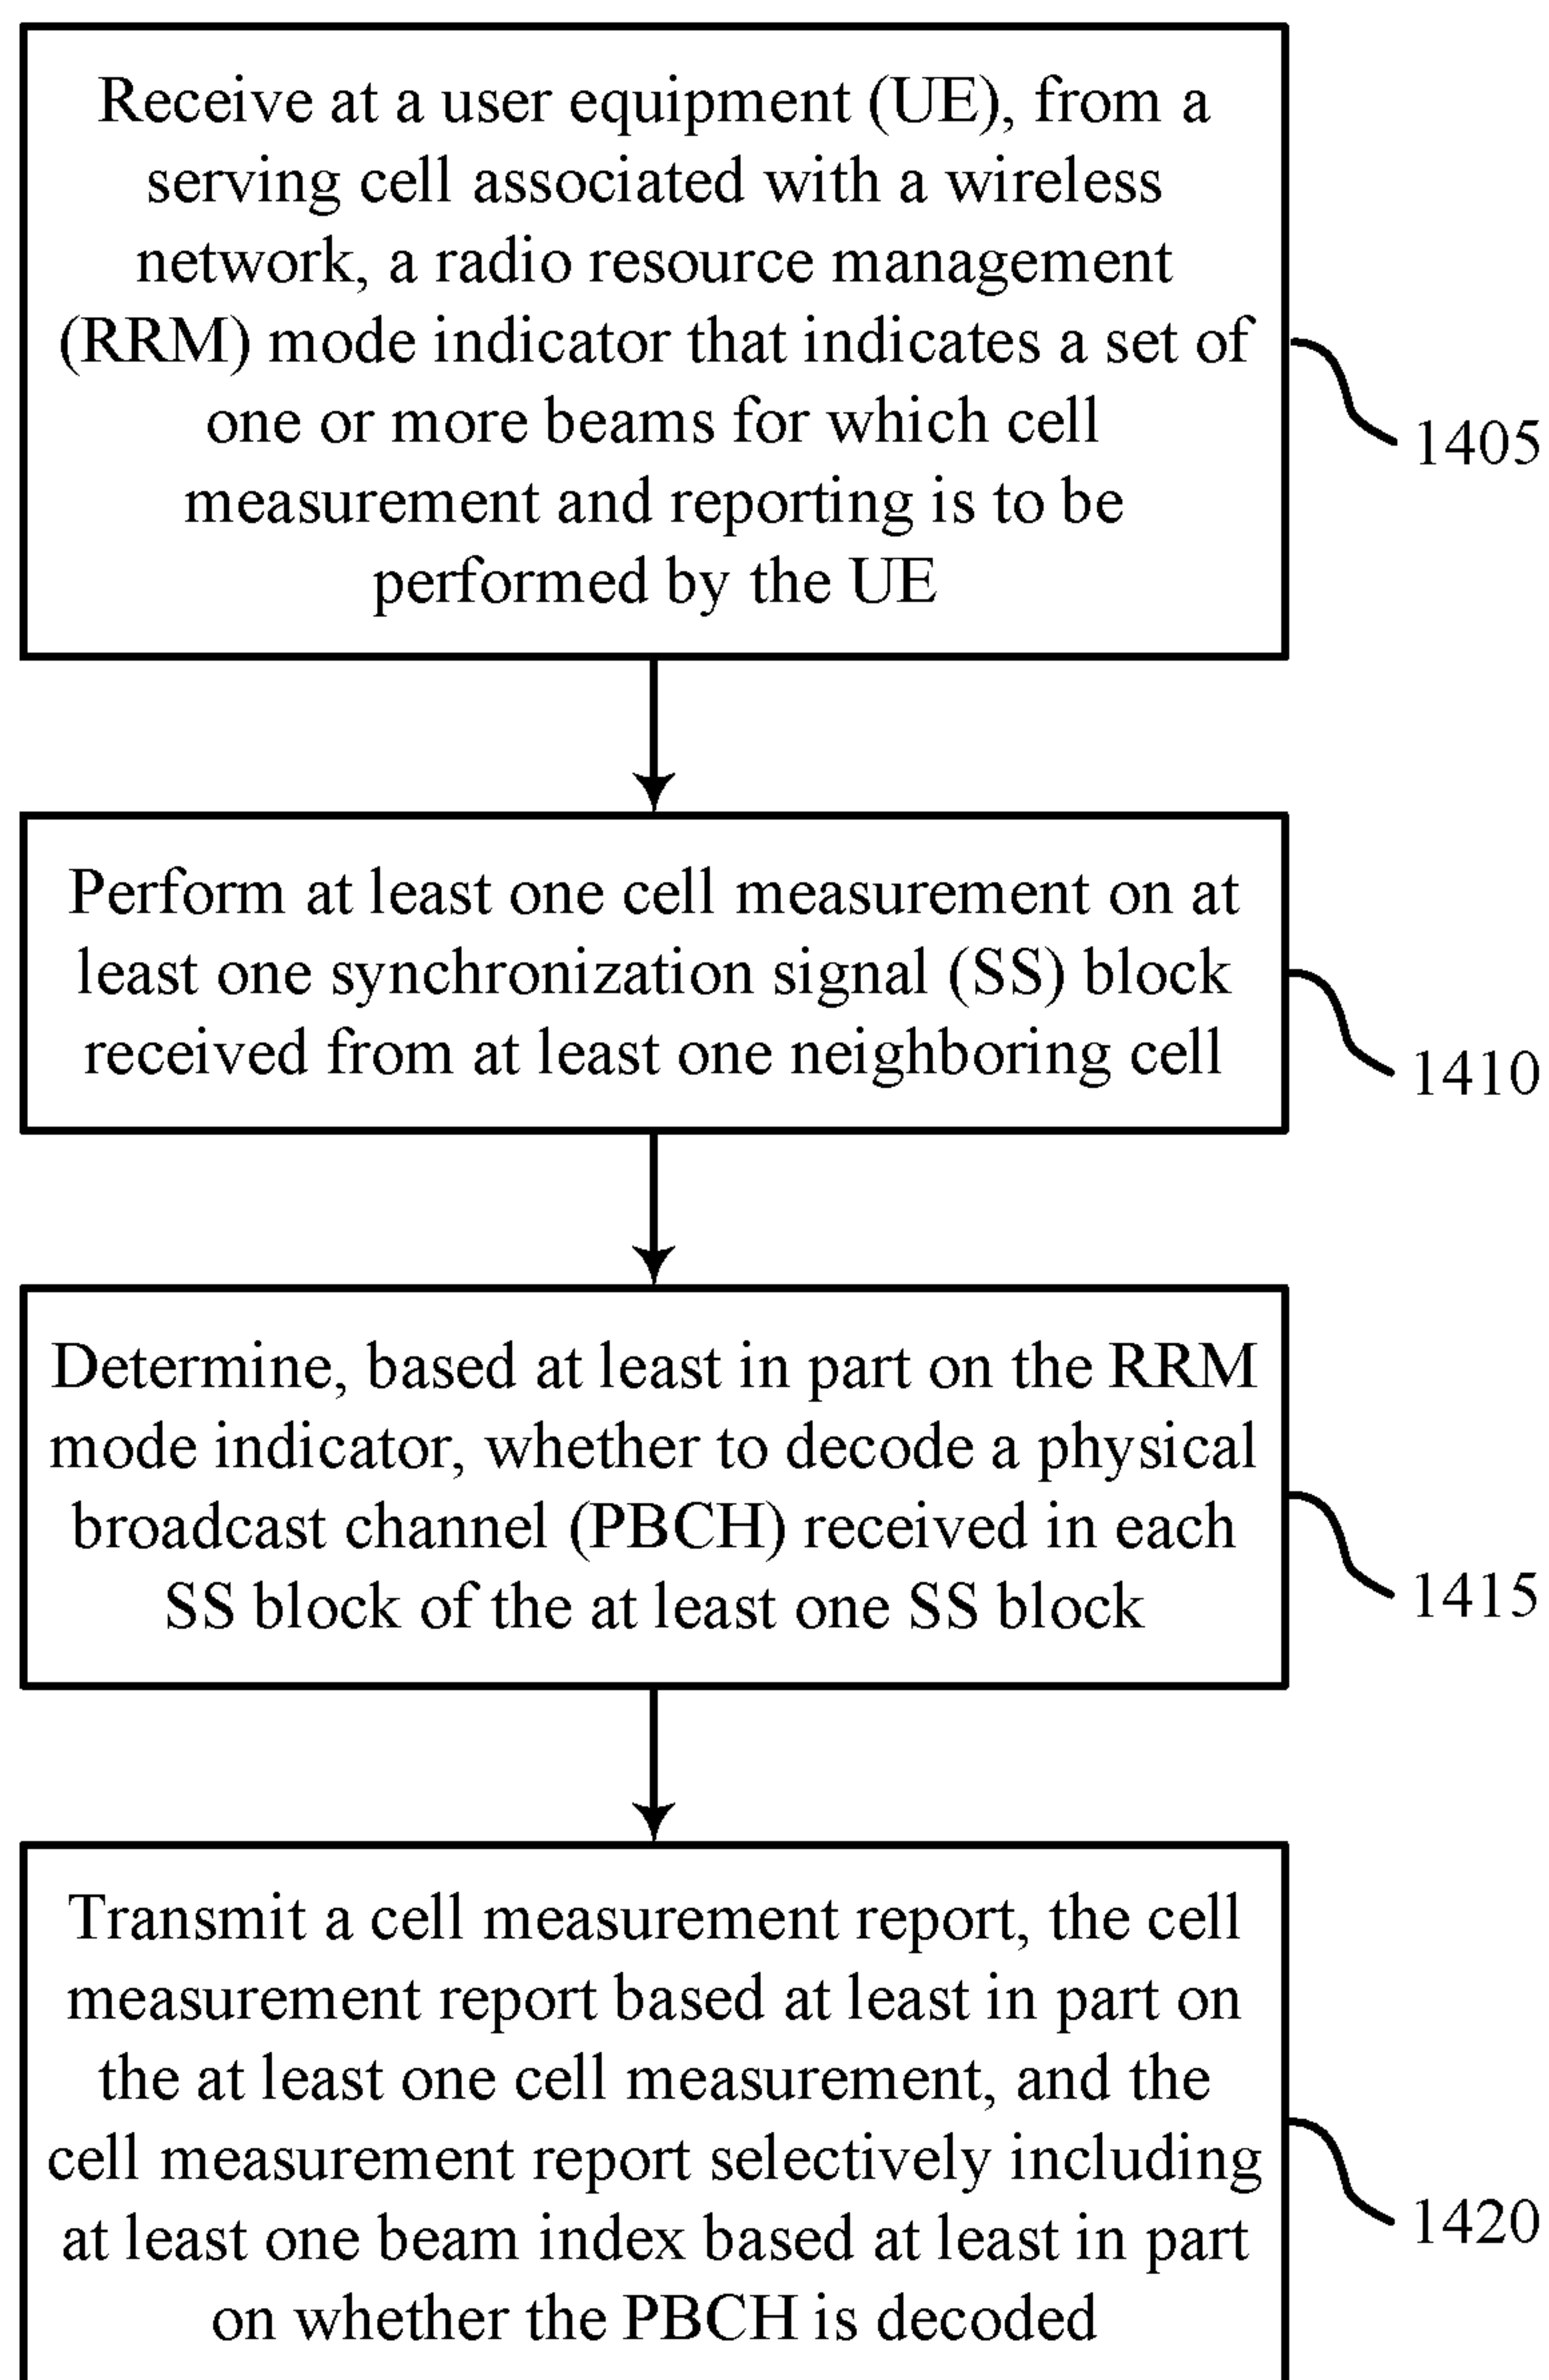 Receive at a user equipment (UE), from a
serving cell associated with a wireless
network, a radio resource management
(RRM) mode indicator that indicates a set of
one or more beams for which cell
measurement and reporting is to be
performed by the UE
1405
Perform at least one cell measurement on at
least one synchronization signal (SS) block
received from at least one neighboring cell
1410
Determine, based at least in part on the RRM
mode indicator, whether to decode a physical
broadcast channel (PBCH) received in each
SS block of the at least one SS block
1415
Transmit a cell measurement report, the cell
measurement report based at least in part on
the at least one cell measurement, and the
cell measurement report selectively including
at least one beam index based at least in part
on whether the PBCH is decoded
1420